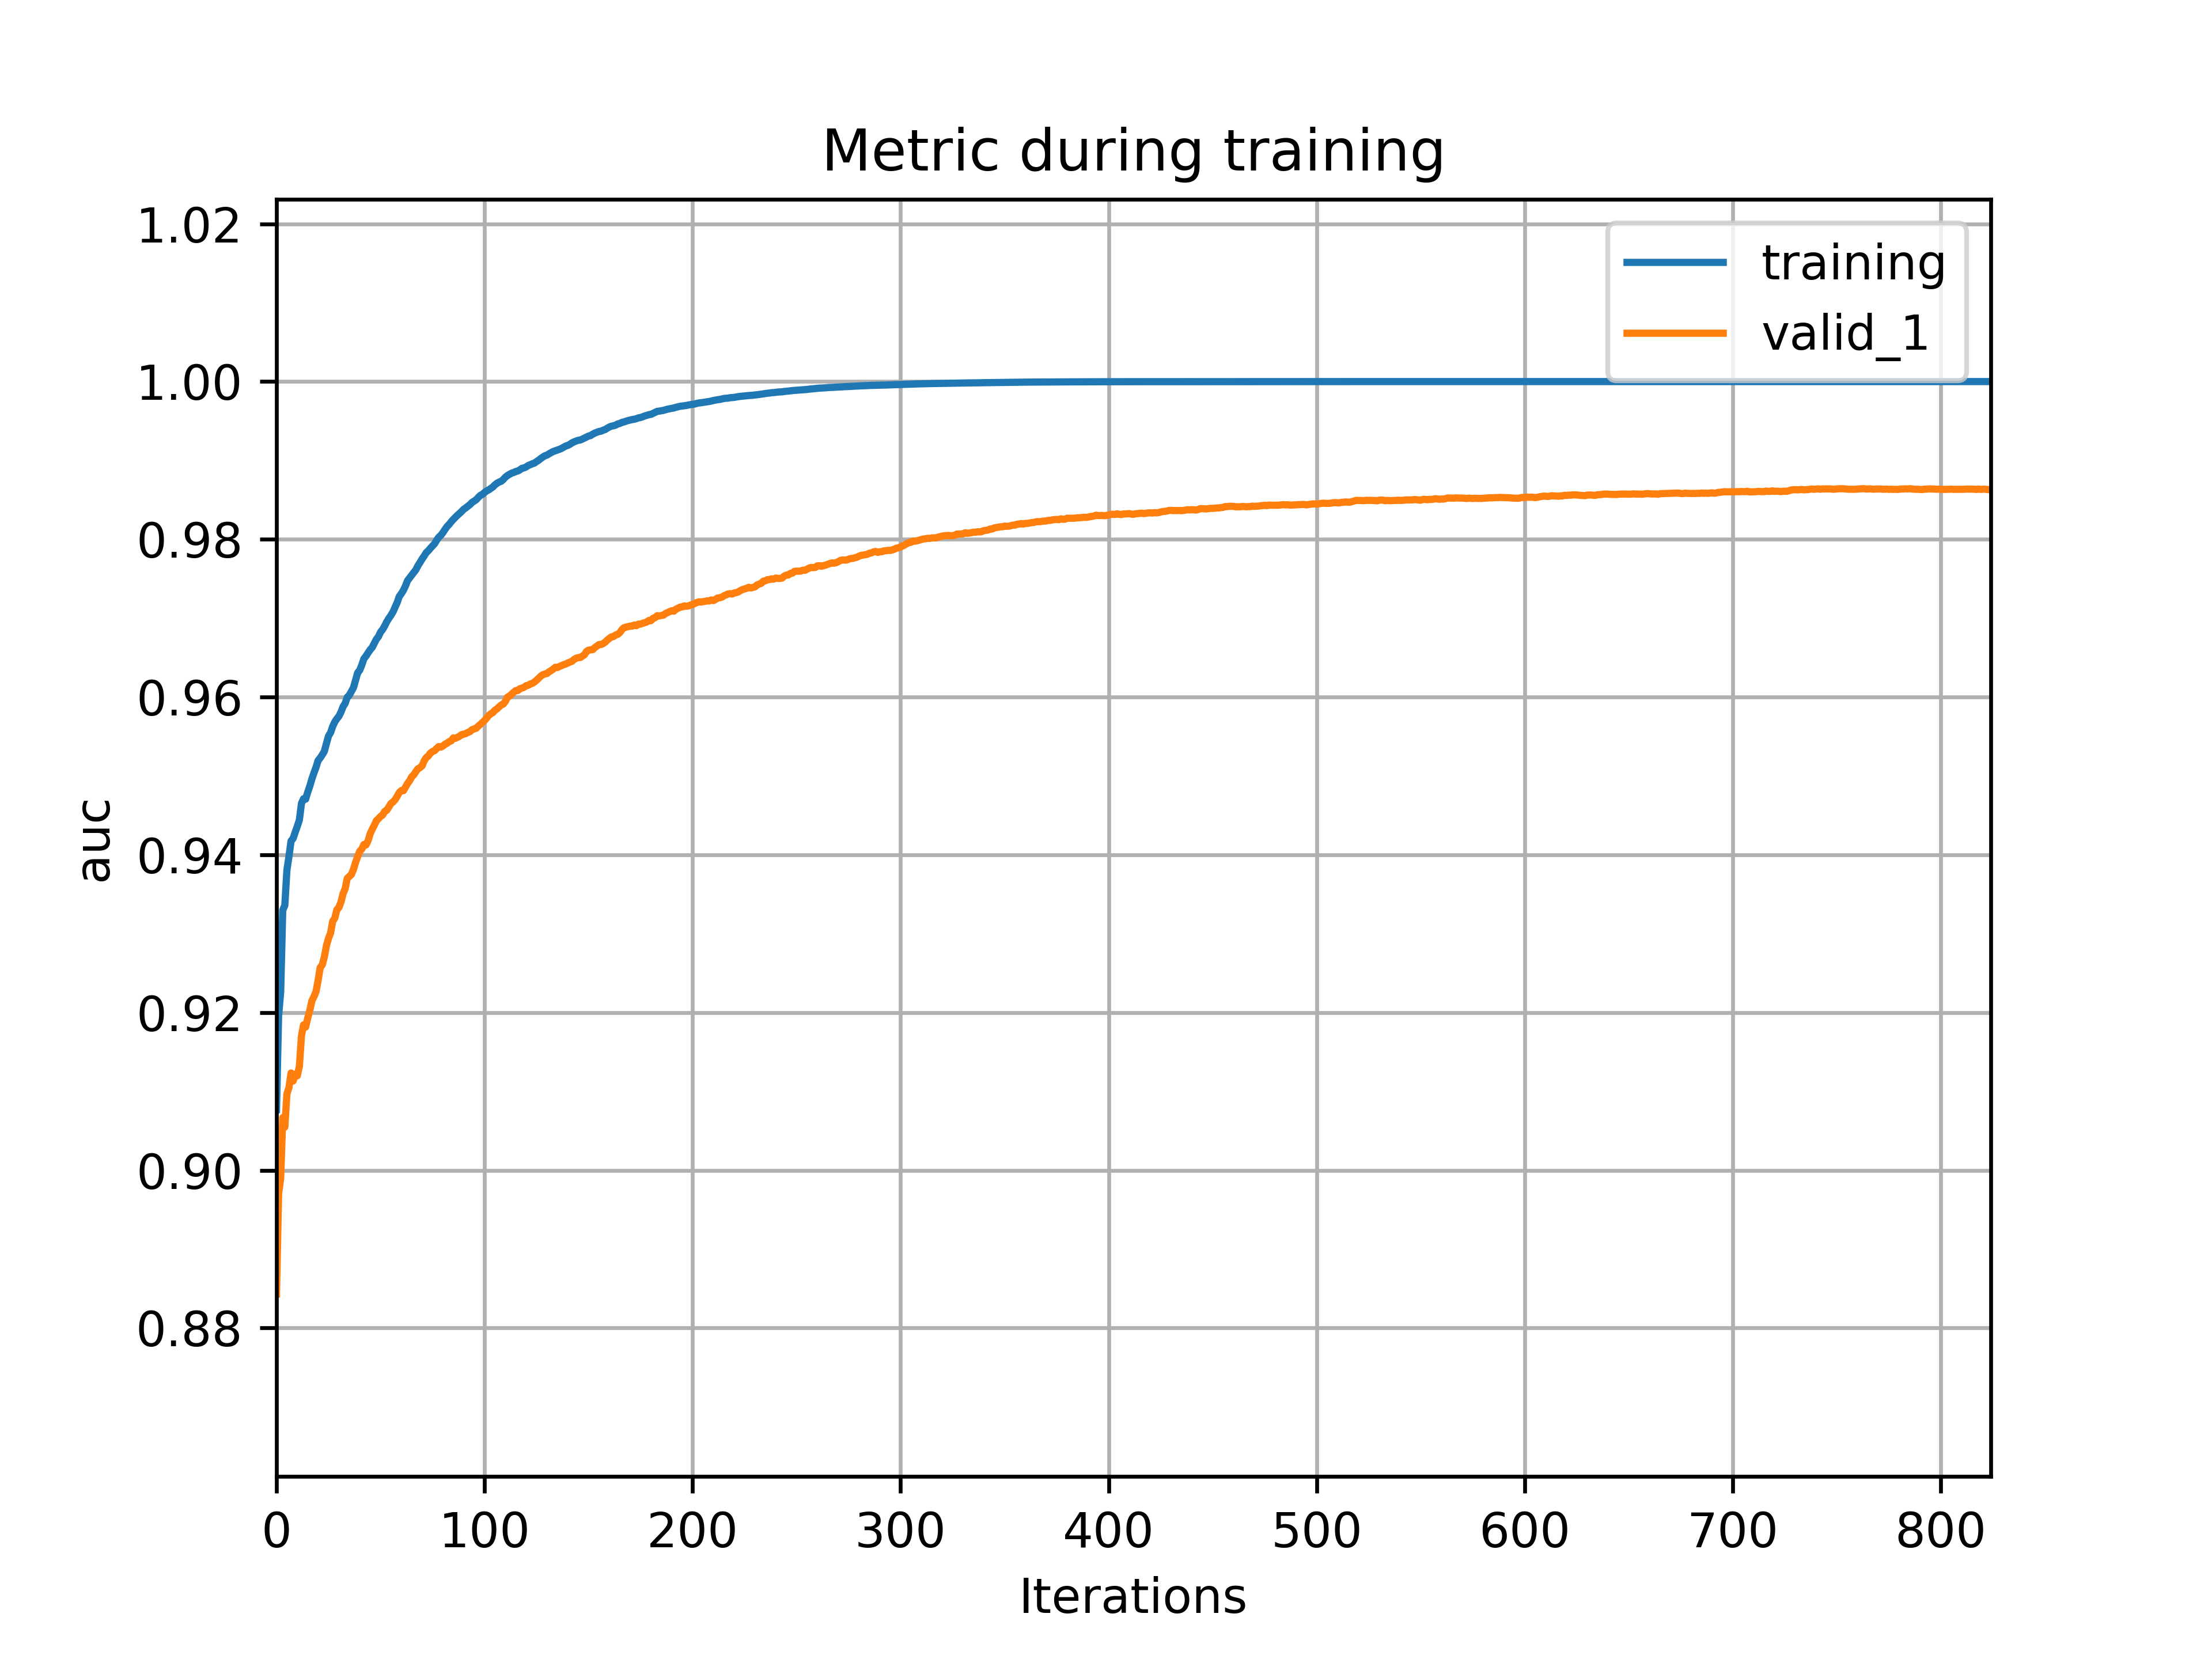 Metric during training
1.02
1.00
0.98
0.96
0.94
0.92
0.90
0.88
auc
training
valid_1
0 100 200 300 400 500 600 700 800
Iterations